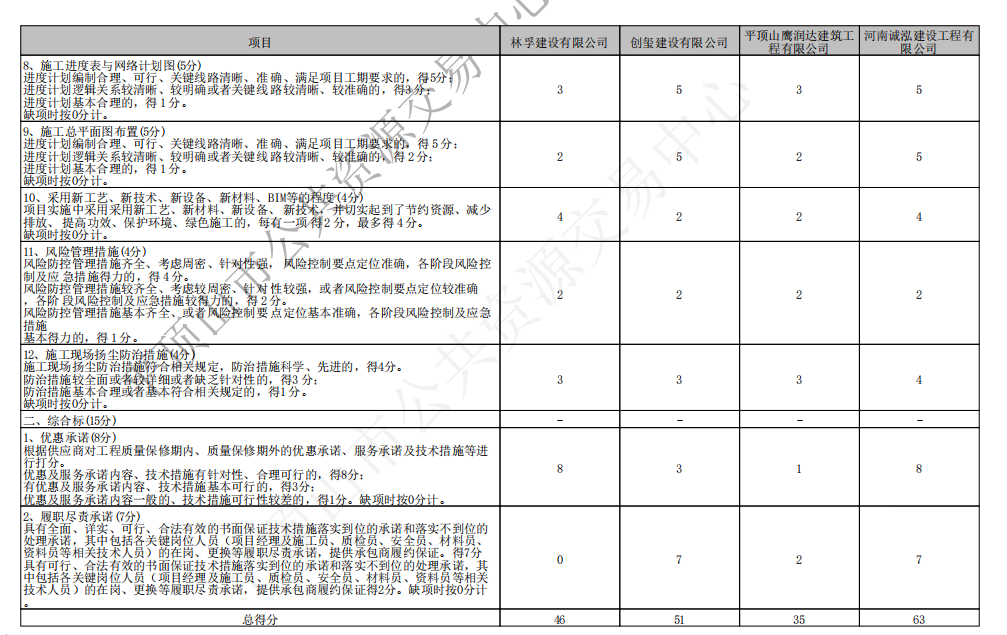 项目 林孚建设有限公司 创玺建设有限公司 平顶山鹰润达建筑工程有限公司 河南诚泓建设工程有限公司
8、施工进度表与网络计划图(5分)
进度计划编制合理、可行、关键线路清晰、准确、满足项目工期要求的,得5分;
进度计划逻辑关系较清晰、较明确或者关键线路较清晰、较准确的,得3分;
进度计划基本合理的,得1分。
缺项时按0分计。
3 5 3 5
9、施工总平面图布置(5分)
进度计划编制合理、可行、关键线路清晰、准确、满足项目工期要求的,得5分;
进度计划逻辑关系较清晰、较明确或者关键线路较清晰、较准确的,得2分;
进度计划基本合理的,得1分。
缺项时按0分计。
2 5 2 5
10、采用新工艺、新技术、新设备、新材料、BIM等的程度(4分)
项目实施中采用采用新工艺、新材料、新设备、新技术,并切实起到了节约资源、减少
排放、提高功效、保护环境、绿色施工的,每有一项得2分,最多得4分。
缺项时按0分计。
4 2 2 4
11、风险管理措施(4分)
风险防控管理措施齐全、考虑周密、针对性强,风险控制要点定位准确,各阶段风险控
制及应急措施得力的,得4分。
风险防控管理措施较齐全、考虑较周密、针对性较强,或者风险控制要点定位较准确
,各阶段风险控制及应急措施较得力的,得2分。
风险防控管理措施基本齐全、或者风险控制要点定位基本准确,各阶段风险控制及应急
措施
基本得力的,得1分。
2 2 2 2
12、施工现场扬尘防治措施(4分)
施工现场扬尘防治措施符合相关规定,防治措施科学、先进的,得4分。
防治措施较全面或者较详细或者缺乏针对性的,得3分;
防治措施基本合理或者基本符合相关规定的,得1分。
缺项时按0分计。
3 3 3 4
二、综合标(15分) - - - -
1、优惠承诺(8分)
根据供应商对工程质量保修期内、质量保修期外的优惠承诺、服务承诺及技术措施等进
行打分。
优惠及服务承诺内容、技术措施有针对性、合理可行的,得8分;
有优惠及服务承诺内容、技术措施基本可行的,得3分;
优惠及服务承诺内容一般的、技术措施可行性较差的,得1分。缺项时按0分计。
8 3 1 8
2、履职尽责承诺(7分)
具有全面、详实、可行、合法有效的书面保证技术措施落实到位的承诺和落实不到位的
处理承诺,其中包括各关键岗位人员(项目经理及施工员、质检员、安全员、材料员、
资料员等相关技术人员)的在岗、更换等履职尽责承诺,提供承包商履约保证。得7分
具有可行、合法有效的书面保证技术措施落实到位的承诺和落实不到位的处理承诺,其
中包括各关键岗位人员(项目经理及施工员、质检员、安全员、材料员、资料员等相关
技术人员)的在岗、更换等履职尽责承诺,提供承包商履约保证得2分。缺项时按0分计
。
0 7 2 7
总得分 46 51 35 63
平顶山市公共资源交易中心
市公共资源交易中心